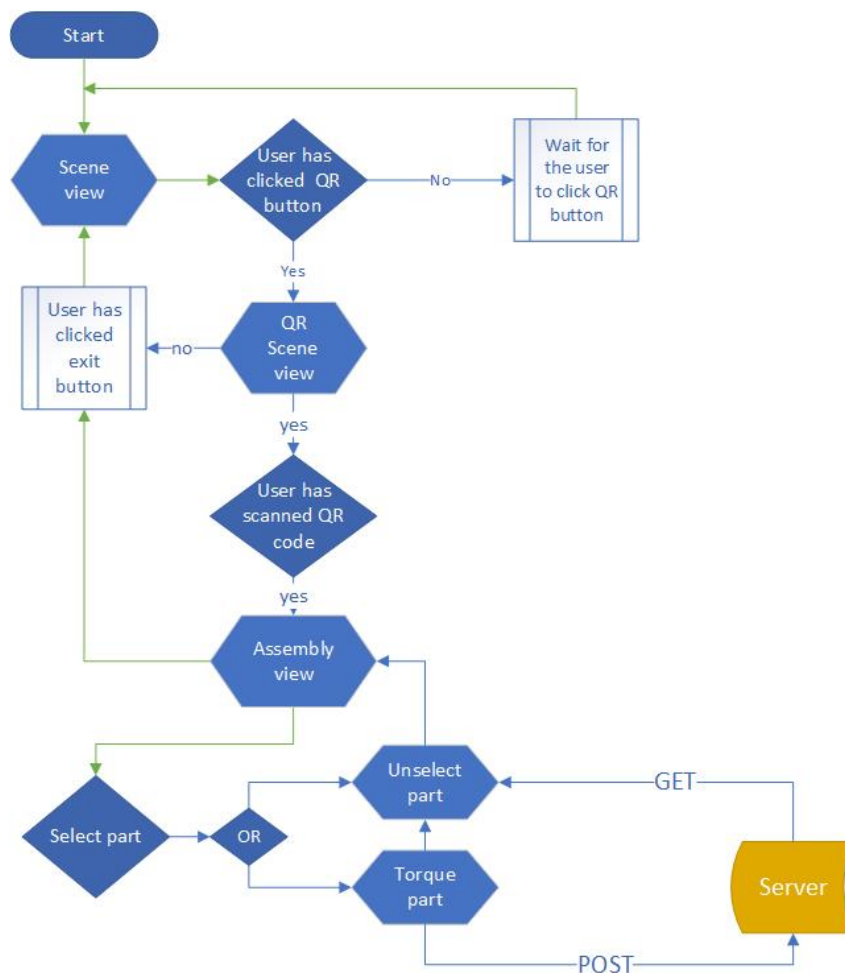 Start
Scene
view
User has
clicked QR
button
No
Wait for
the user
to click QR
button
Yes
User has
clicked
exit
button
no
QR
Scene
view
yes
User has
scanned QR
code
yes
Assembly
view
Select part
OR
Unselect
part
GET
Torque
part
Server
POST